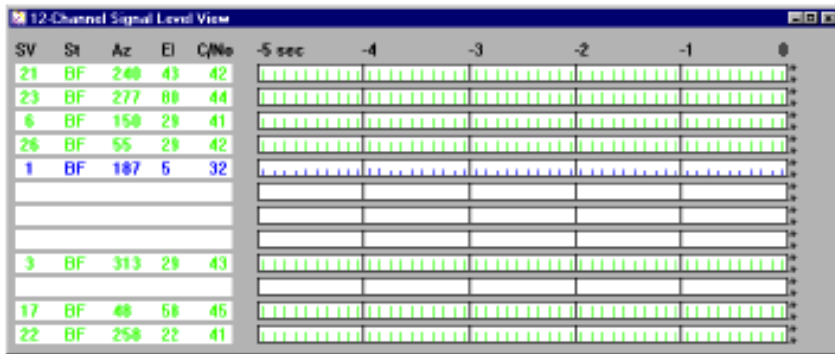 12-Channel Signal Level View
SV St Az El C/No -5 sec -4 -3 -2 -1 0
21 BF 240 43 42
23 BF 277 80 44
6 BF 150 29 41
26 BF 55 29 42
1 BF 187 5 32
3 BF 313 29 43
17 BF 48 58 45
22 BF 258 22 41